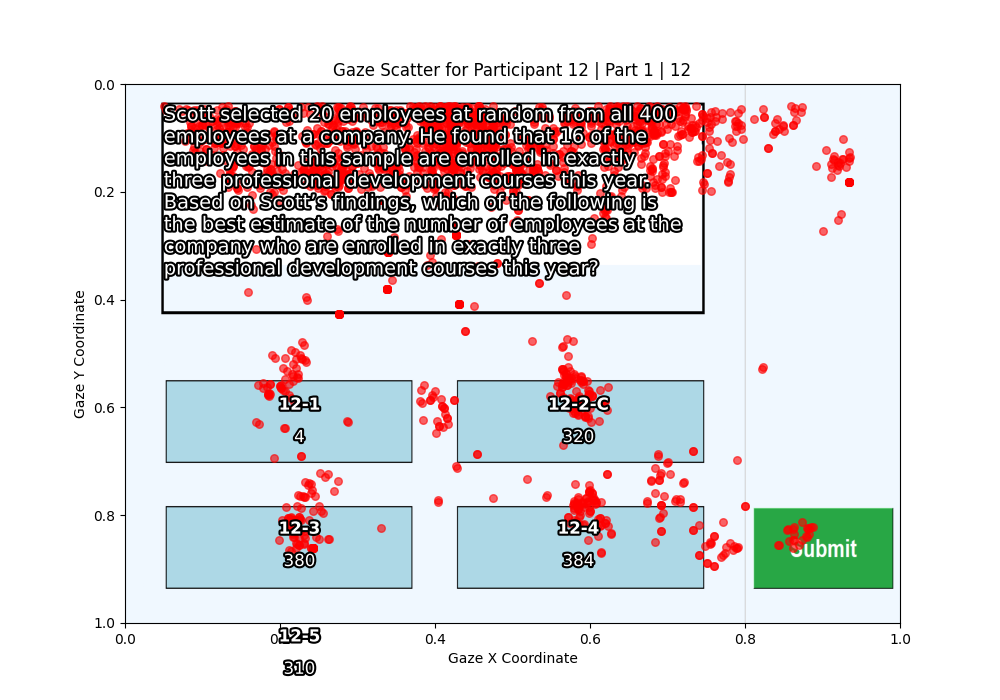 Gaze Scatter for Participant 12 | Part 1 | 12
Scott selected 20 employees at random from all 400
employees at a company. He found that 16 of the
employees in this sample are enrolled in exactly
three professional development courses this year.
Based on Scott's findings, which of the following is
the best estimate of the number of employees at the
company who are enrolled in exactly three
professional development courses this year?
12-1
4
12-2-C
320
12-3
380
12-4
384
Submit
12-5
310
0.0
0.2
0.4
0.6
0.8
1.0
Gaze Y Coordinate
0.0
0.4
0.6
0.8
1.0
Gaze X Coordinate